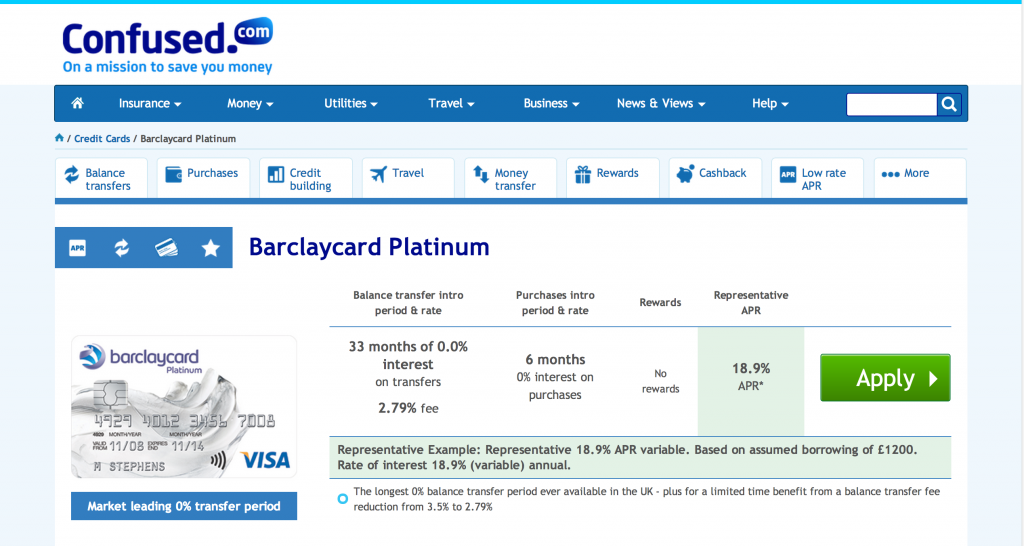 Confused.com
On a mission to save you money
Insurance Money Utilities Travel Business News & Views Help
/ Credit Cards / Barclaycard Platinum
Balance transfers
Purchases
Credit building
Travel
Money transfer
Rewards
Cashback
APR Low rate APR
More
APR
Barclaycard Platinum
Balance transfer intro
period & rate
Purchases intro
period & rate
Rewards
Representative
APR
33 months of 0.0%
interest
on transfers
2.79% fee
6 months
0% interest on
purchases
No
rewards
18.9%
APR*
Apply
barclaycard
Platinum
4929 4012 3456 7008
4929 MONTH/YEAR MONTH/YEAR
VALID FROM 11/08 EXPIRES END 11/14
M STEPHENS
VISA
Market leading 0% transfer period
Representative Example: Representative 18.9% APR variable. Based on assumed borrowing of £1200.
Rate of interest 18.9% (variable) annual.
The longest 0% balance transfer period ever available in the UK - plus for a limited time benefit from a balance transfer fee
reduction from 3.5% to 2.79%